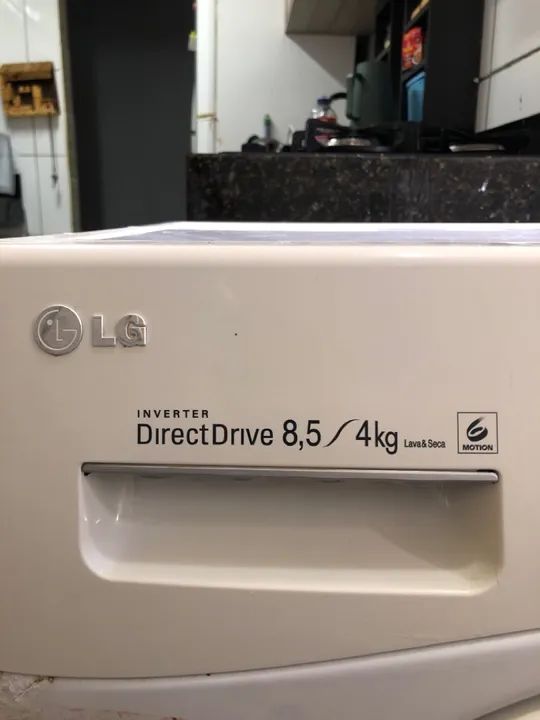 LG
INVERTER
DirectDrive 8,5/4kg Lava&Seca
6 MOTION